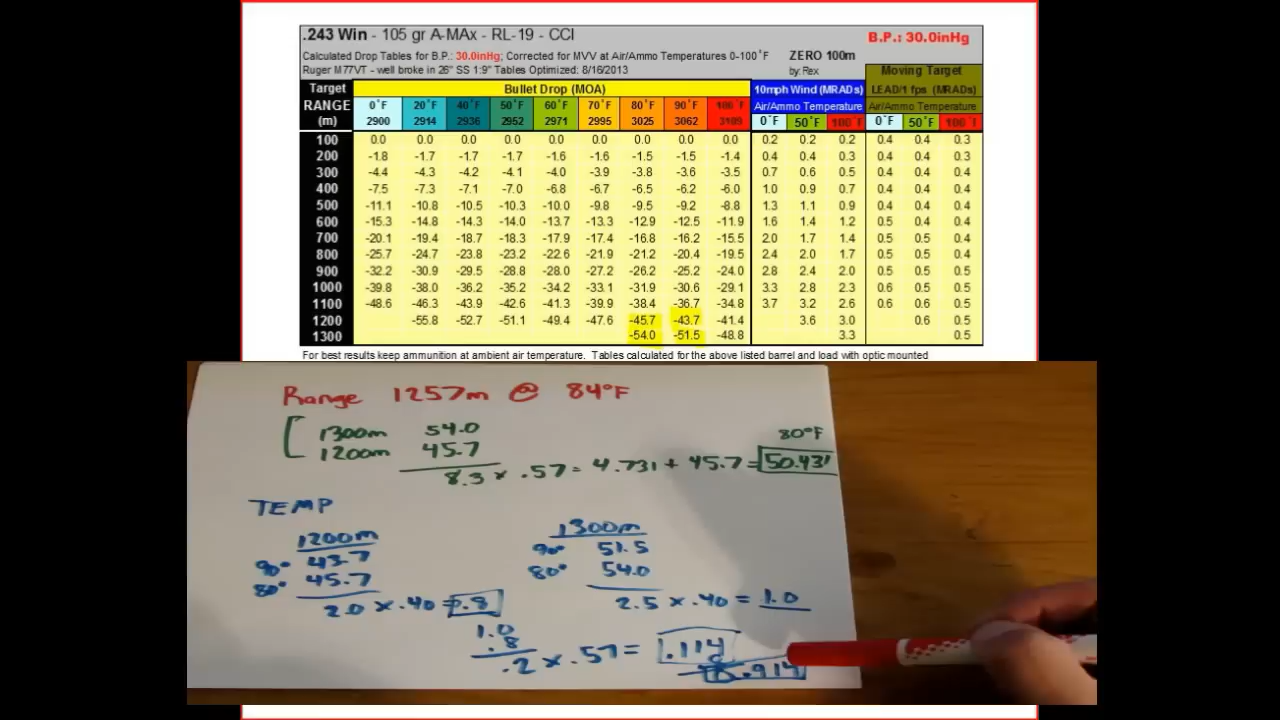 .243 Win - 105 gr A-MAx - RL-19 - CCI B.P.: 30.0inHg
Calculated Drop Tables for B.P.: 30.0inHg; Corrected for MVV at Air/Ammo Temperatures 0-100°F ZERO 100m
Ruger M77VT - well broke in 26" SS 1:9" Tables Optimized: 8/16/2013 by: Rex Moving Target
Target Bullet Drop (MOA) 10mph Wind (MRADs) LEAD/1 fps (MRADs)
RANGE 0°F 20°F 40°F 50°F 60°F 70°F 80°F 90°F 100°F Air/Ammo Temperature Air/Ammo Temperature
(m) 2900 2914 2936 2952 2971 2995 3025 3062 3109 0°F 50°F 100°F 0°F 50°F 100°F
100 0.0 0.0 0.0 0.0 0.0 0.0 0.0 0.0 0.0 0.2 0.2 0.2 0.4 0.4 0.3
200 -1.8 -1.7 -1.7 -1.7 -1.6 -1.6 -1.5 -1.5 -1.4 0.4 0.4 0.3 0.4 0.4 0.4
300 -4.4 -4.3 -4.2 -4.1 -4.0 -3.9 -3.8 -3.6 -3.5 0.7 0.6 0.5 0.4 0.4 0.4
400 -7.5 -7.3 -7.1 -7.0 -6.8 -6.7 -6.5 -6.2 -6.0 1.0 0.9 0.7 0.4 0.4 0.4
500 -11.1 -10.8 -10.5 -10.3 -10.0 -9.8 -9.5 -9.2 -8.8 1.3 1.1 0.9 0.4 0.4 0.4
600 -15.3 -14.8 -14.3 -14.0 -13.7 -13.3 -12.9 -12.5 -11.9 1.6 1.4 1.2 0.5 0.4 0.4
700 -20.1 -19.4 -18.7 -18.3 -17.9 -17.4 -16.8 -16.2 -15.5 2.0 1.7 1.4 0.5 0.5 0.4
800 -25.7 -24.7 -23.8 -23.2 -22.6 -21.9 -21.2 -20.4 -19.5 2.4 2.0 1.7 0.5 0.5 0.4
900 -32.2 -30.9 -29.5 -28.8 -28.0 -27.2 -26.2 -25.2 -24.0 2.8 2.4 2.0 0.5 0.5 0.5
1000 -39.8 -38.0 -36.2 -35.2 -34.2 -33.1 -31.9 -30.6 -29.1 3.3 2.8 2.3 0.6 0.5 0.5
1100 -48.6 -46.3 -43.9 -42.6 -41.3 -39.9 -38.4 -36.7 -34.8 3.7 3.2 2.6 0.6 0.6 0.5
1200 -55.8 -52.7 -51.1 -49.4 -47.6 -45.7 -43.7 -41.4 3.6 3.0 0.6 0.5
1300 -54.0 -51.5 -48.8 3.3 0.5
For best results keep ammunition at ambient air temperature. Tables calculated for the above listed barrel and load with optic mounted
Range 1257m @ 84°F
1300m 54.0 80°F
1200m 45.7
8.3 x .57 = 4.731 + 45.7 = 50.431
TEMP
1200m 1300m
90° 43.7 90° 51.5
80° 45.7 80° 54.0
2.0 x .40 = .8 2.5 x .40 = 1.0
1.0
.8
.2 x .57 = .114
.914